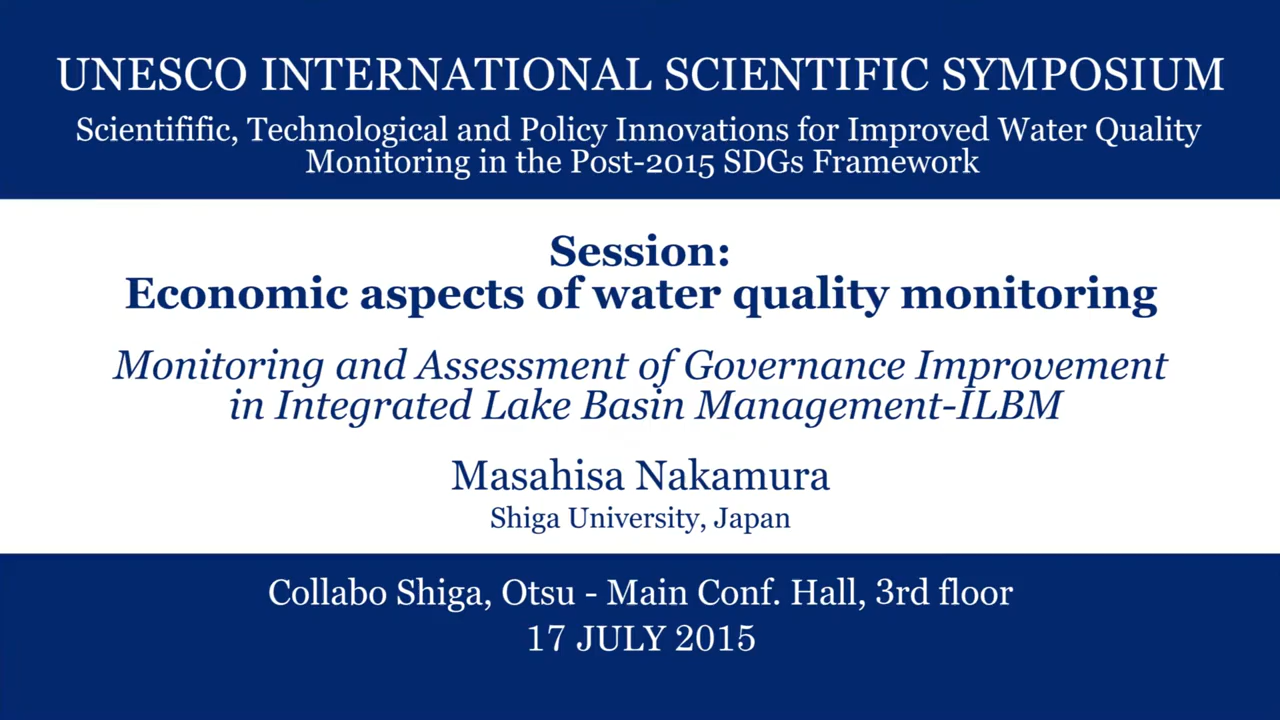 UNESCO INTERNATIONAL SCIENTIFIC SYMPOSIUM
Scientifific, Technological and Policy Innovations for Improved Water Quality
Monitoring in the Post-2015 SDGs Framework
Session:
Economic aspects of water quality monitoring
Monitoring and Assessment of Governance Improvement
in Integrated Lake Basin Management-ILBM
Masahisa Nakamura
Shiga University, Japan
Collabo Shiga, Otsu - Main Conf. Hall, 3rd floor
17 JULY 2015